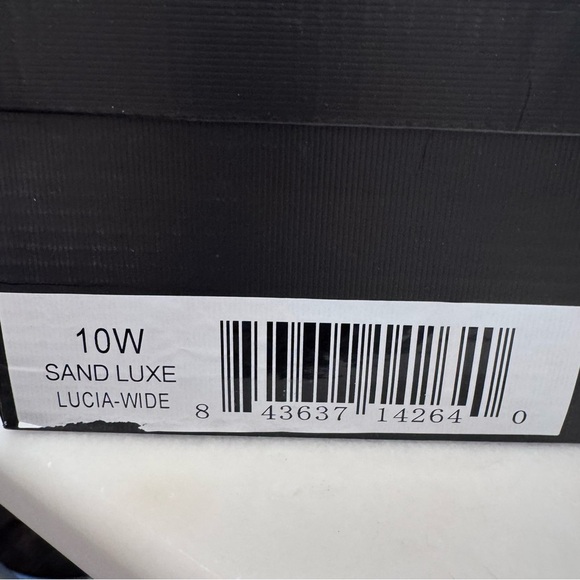 10W
SAND LUXE
LUCIA-WIDE
8 43637 14264 0